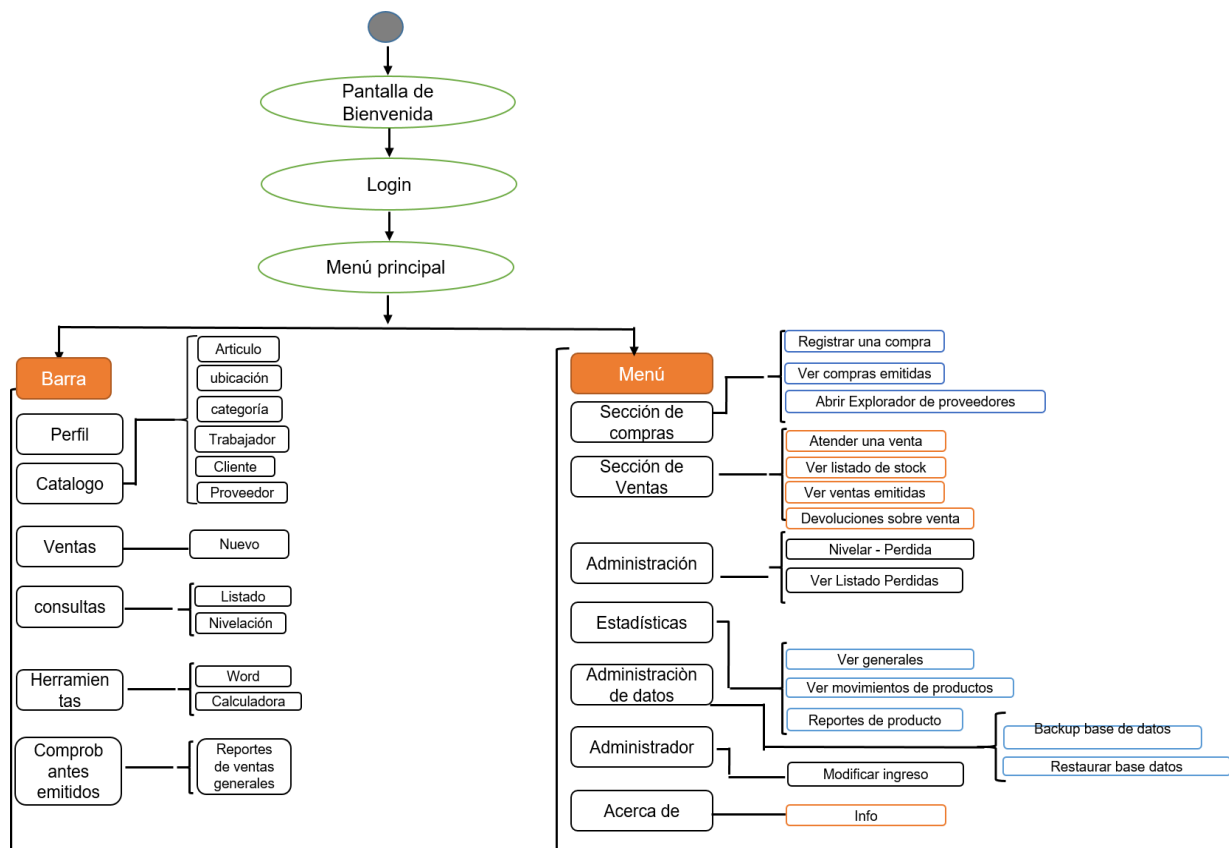 Pantalla de
Bienvenida
Login
Menú principal
Barra
Perfil
Catalogo
Articulo
ubicación
categoría
Trabajador
Cliente
Proveedor
Ventas
Nuevo
consultas
Listado
Nivelación
Herramien
tas
Word
Calculadora
Comprob
antes
emitidos
Reportes
de ventas
generales
Menú
Sección de
compras
Registrar una compra
Ver compras emitidas
Abrir Explorador de proveedores
Sección de
Ventas
Atender una venta
Ver listado de stock
Ver ventas emitidas
Devoluciones sobre venta
Administración
Nivelar - Perdida
Ver Listado Perdidas
Estadísticas
Ver generales
Ver movimientos de productos
Reportes de producto
Administraciòn
de datos
Backup base de datos
Restaurar base datos
Administrador
Modificar ingreso
Acerca de
Info